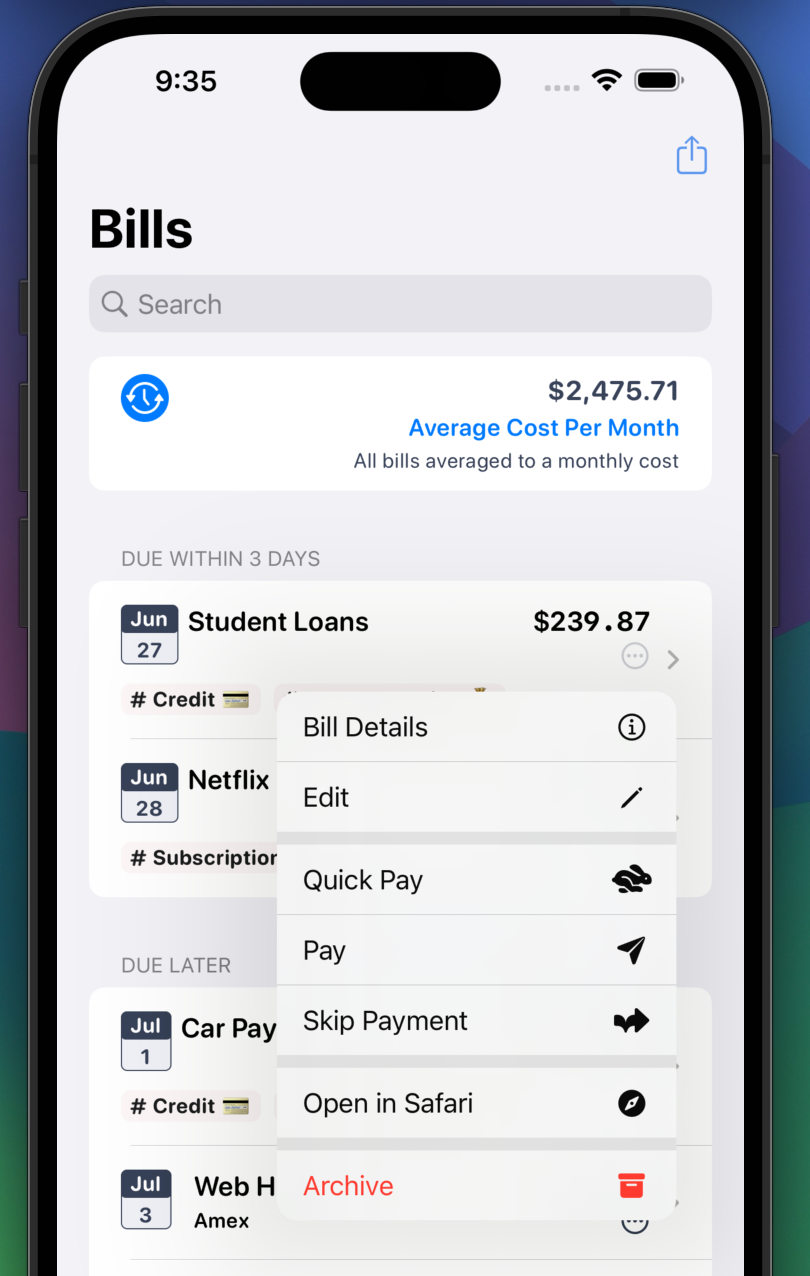 9:35
Bills
Search
$2,475.71
Average Cost Per Month
All bills averaged to a monthly cost
DUE WITHIN 3 DAYS
Jun
27
Student Loans
$239.87
# Credit 💳
Jun
28
Netflix
# Subscription
Bill Details
Edit
Quick Pay
Pay
Skip Payment
Open in Safari
Archive
DUE LATER
Jul
1
Car Pay
# Credit 💳
Jul
3
Web H
Amex